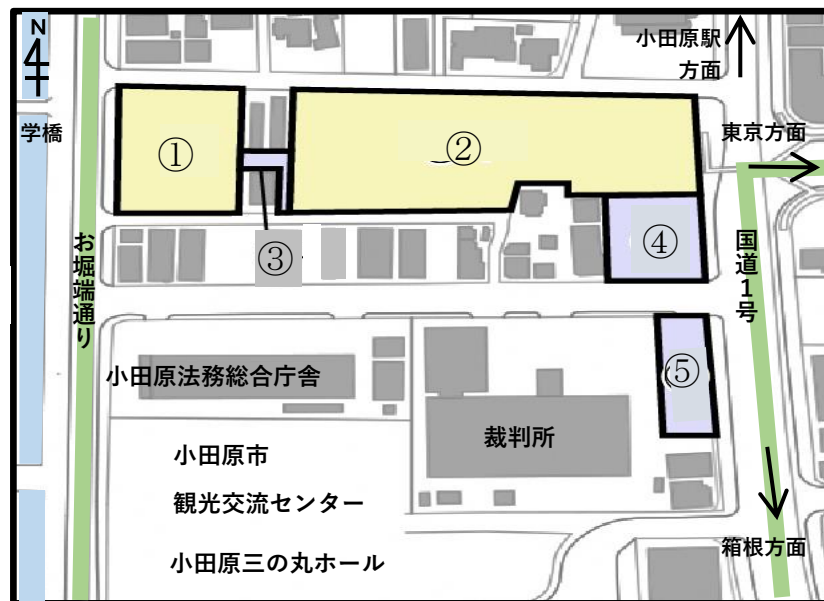 N
小田原駅
方面
学橋
東京方面
①
②
③
④
⑤
お堀端通り
国道1号
小田原法務総合庁舎
裁判所
小田原市
観光交流センター
小田原三の丸ホール
箱根方面